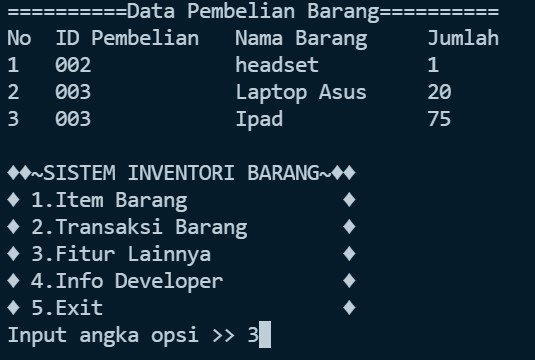 ==========Data Pembelian Barang==========
No  ID Pembelian   Nama Barang     Jumlah
1   002            headset         1
2   003            Laptop Asus     20
3   003            Ipad            75
♦♦~SISTEM INVENTORI BARANG~♦♦
♦ 1.Item Barang             ♦
♦ 2.Transaksi Barang        ♦
♦ 3.Fitur Lainnya           ♦
♦ 4.Info Developer          ♦
♦ 5.Exit                    ♦
Input angka opsi >> 3